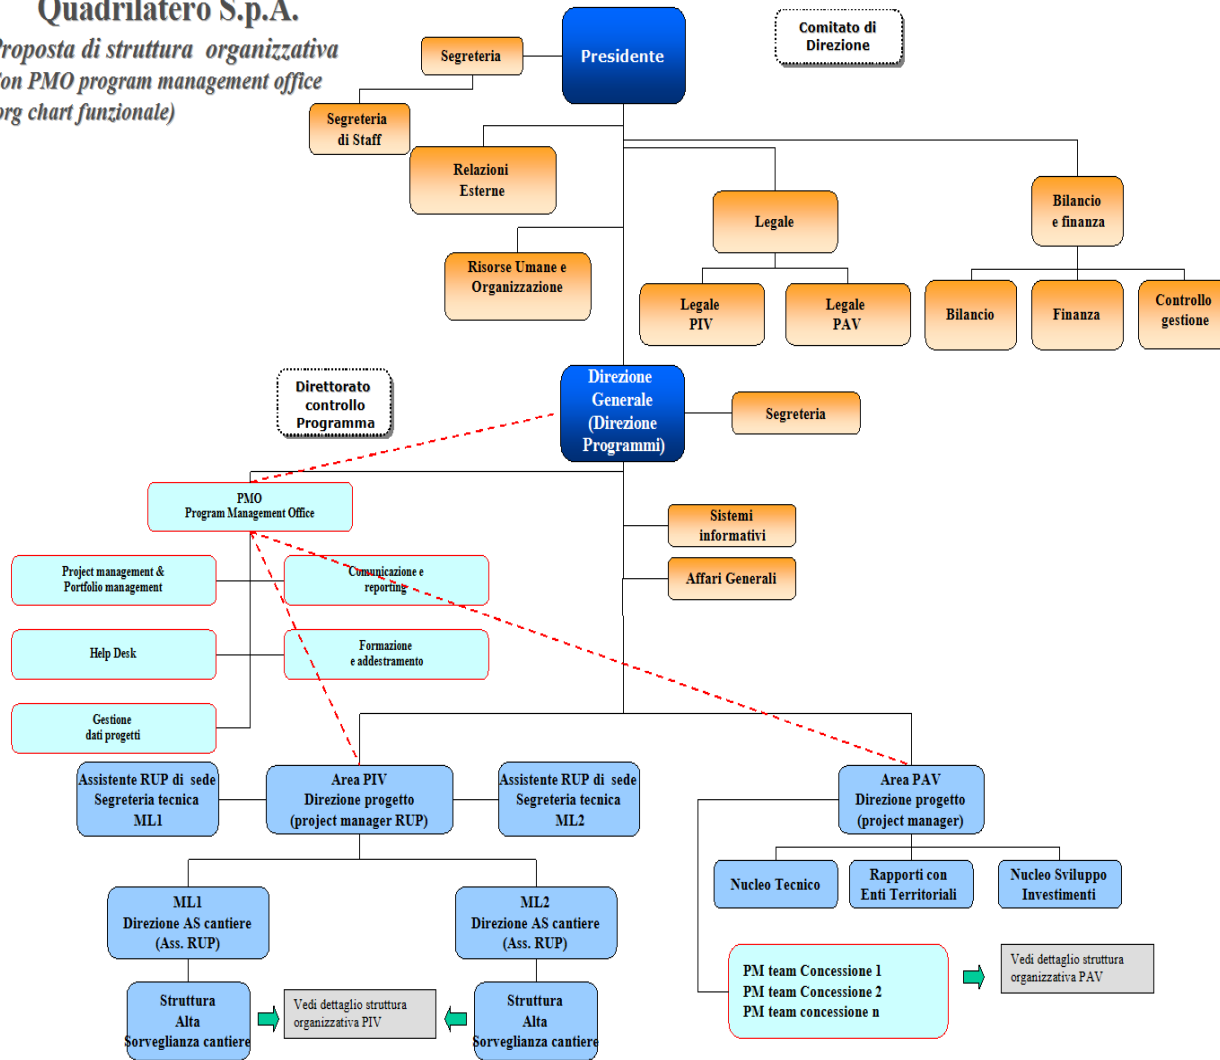 Quadrilatero S.p.A.
Proposta di struttura organizzativa
con PMO program management office
org chart funzionale)
Presidente
Comitato di
Direzione
Segreteria
Segreteria
di Staff
Relazioni
Esterne
Legale
Bilancio
e finanza
Risorse Umane e
Organizzazione
Legale
PIV
Legale
PAV
Bilancio
Finanza
Controllo
gestione
Direttorato
controllo
Programma
Direzione
Generale
(Direzione
Programmi)
Segreteria
PMO
Program Management Office
Sistemi
informativi
Affari Generali
Project management &
Portfolio management
Comunicazione e
reporting
Help Desk
Formazione
e addestramento
Gestione
dati progetti
Assistente RUP di sede
Segreteria tecnica
ML1
Area PIV
Direzione progetto
(project manager RUP)
Assistente RUP di sede
Segreteria tecnica
ML2
Area PAV
Direzione progetto
(project manager)
Nucleo Tecnico
Rapporti con
Enti Territoriali
Nucleo Sviluppo
Investimenti
ML1
Direzione AS cantiere
(Ass. RUP)
ML2
Direzione AS cantiere
(Ass. RUP)
PM team Concessione 1
PM team Concessione 2
PM team concessione n
Vedi dettaglio struttura
organizzativa PAV
Struttura
Alta
Sorveglianza cantiere
Vedi dettaglio struttura
organizzativa PIV
Struttura
Alta
Sorveglianza cantiere